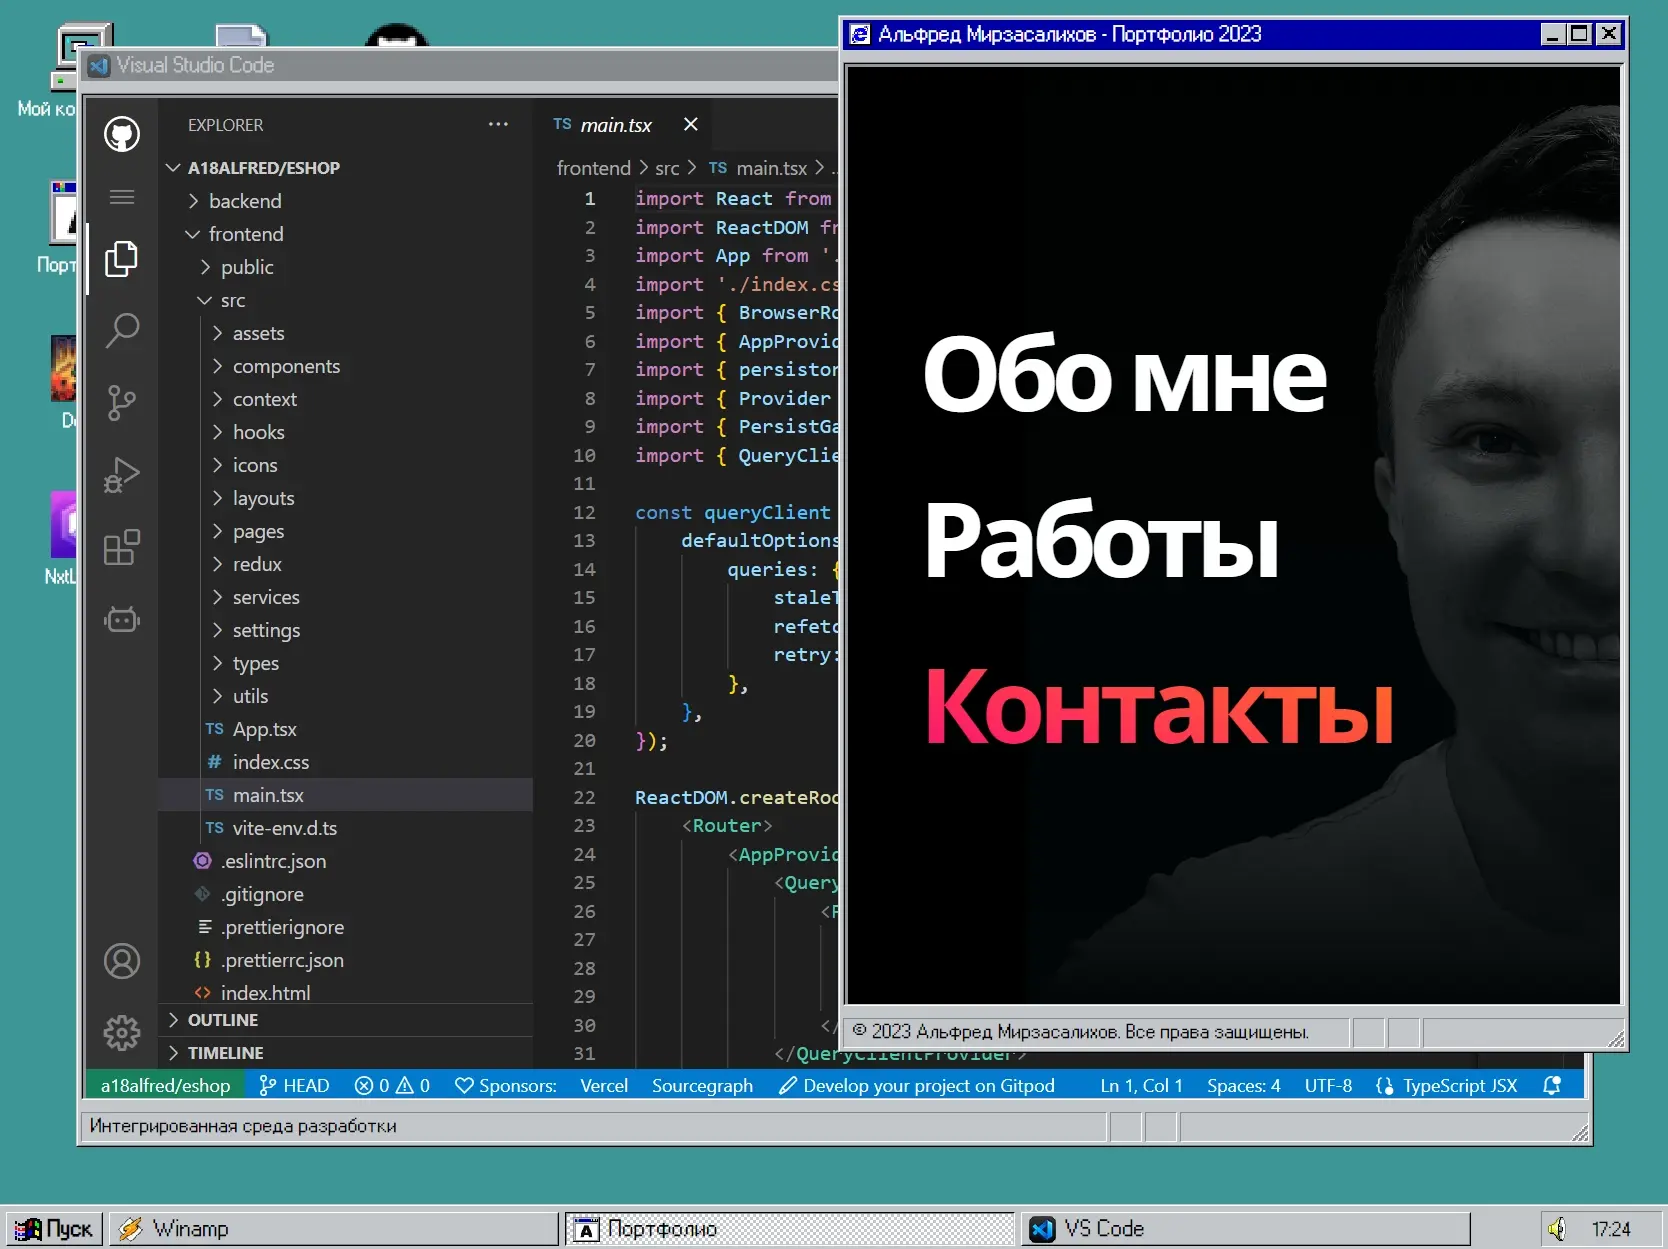 Мой ко
Порт
Nxt
Visual Studio Code
EXPLORER
A18ALFRED/ESHOP
backend
frontend
public
src
assets
components
context
hooks
icons
layouts
pages
redux
services
settings
types
utils
TS App.tsx
# index.css
TS main.tsx
TS vite-env.d.ts
.eslintrc.json
.gitignore
.prettierignore
{} .prettierrc.json
<> index.html
OUTLINE
TIMELINE
TS main.tsx
frontend > src > TS main.tsx > ..
1 import React from
2 import ReactDOM fr
3 import App from '.
4 import './index.cs
5 import { BrowserRo
6 import { AppProvid
7 import { persistor
8 import { Provider
9 import { PersistGa
10 import { QueryClie
11
12 const queryClient
13 defaultOptions
14 queries: {
15 staleT
16 refetc
17 retry:
18 },
19 },
20 });
21
22 ReactDOM.createRoo
23 <Router>
24 <AppProvid
25 <Query
26 <P
27
28
29
30 </
31 </QueryClientProvider>
a18alfred/eshop HEAD 0 0 Sponsors: Vercel Sourcegraph Develop your project on Gitpod Ln 1, Col 1 Spaces: 4 UTF-8 TypeScript JSX
Интегрированная среда разработки
Альфред Мирзасалихов - Портфолио 2023
Обо мне
Работы
Контакты
© 2023 Альфред Мирзасалихов. Все права защищены.
Пуск Winamp Портфолио VS Code 17:24